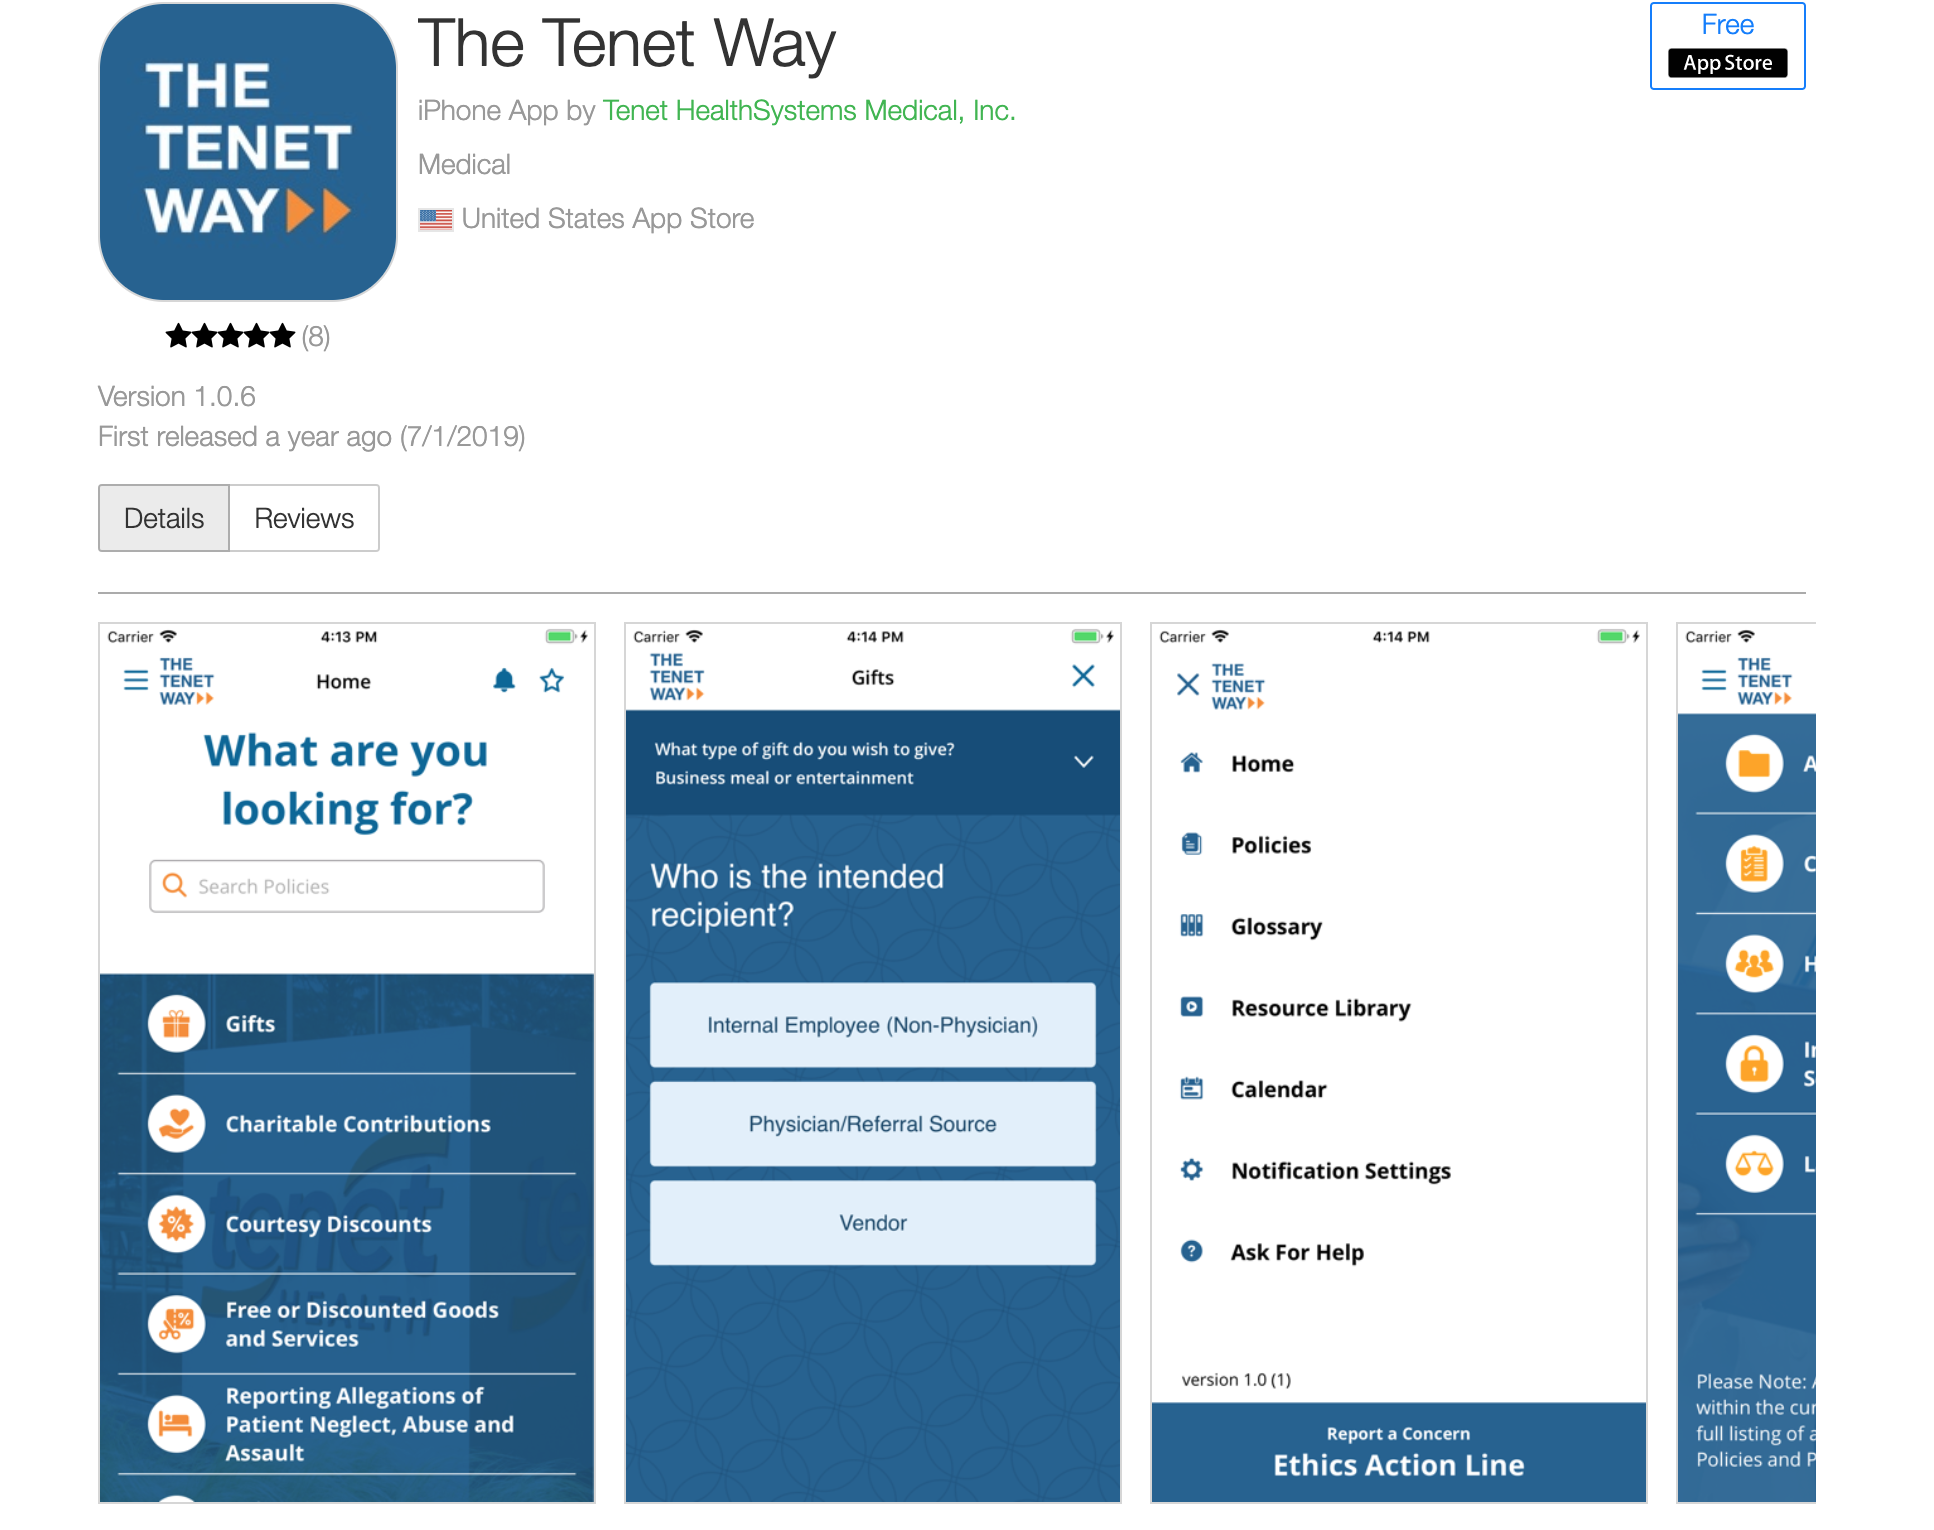 THE
TENET
WAY
The Tenet Way
iPhone App by Tenet HealthSystems Medical, Inc.
Medical
United States App Store
Free
App Store
(8)
Version 1.0.6
First released a year ago (7/1/2019)
Details
Reviews
Carrier
4:13 PM
THE
TENET
WAY
Home
What are you
looking for?
Search Policies
Gifts
Charitable Contributions
Courtesy Discounts
Free or Discounted Goods
and Services
Reporting Allegations of
Patient Neglect, Abuse and
Assault
tenet
HEALTH
Carrier
4:14 PM
THE
TENET
WAY
Gifts
What type of gift do you wish to give?
Business meal or entertainment
Who is the intended
recipient?
Internal Employee (Non-Physician)
Physician/Referral Source
Vendor
Carrier
4:14 PM
THE
TENET
WAY
Home
Policies
Glossary
Resource Library
Calendar
Notification Settings
Ask For Help
version 1.0 (1)
Report a Concern
Ethics Action Line
Carrier
THE
TENET
WAY
A
C
H
S
L
Please Note:
within the
full listing of
Policies and